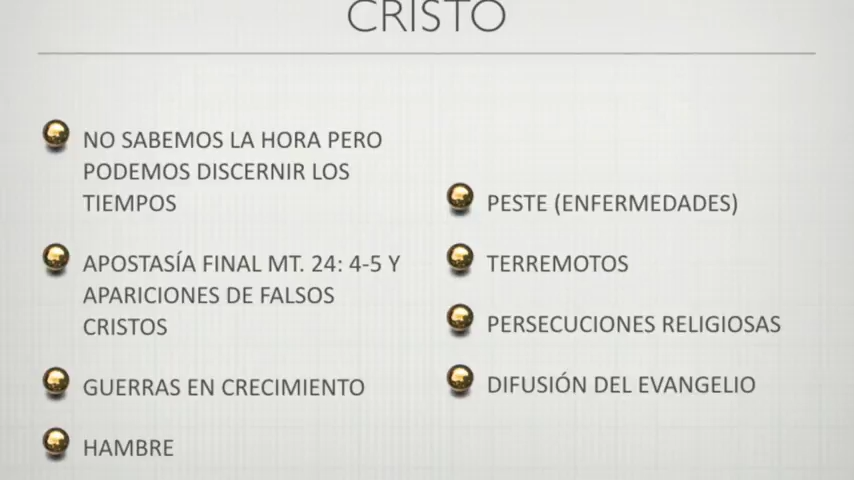 CRISTO
NO SABEMOS LA HORA PERO
PODEMOS DISCERNIR LOS
TIEMPOS
APOSTASÍA FINAL MT. 24: 4-5 Y
APARICIONES DE FALSOS
CRISTOS
GUERRAS EN CRECIMIENTO
HAMBRE
PESTE (ENFERMEDADES)
TERREMOTOS
PERSECUCIONES RELIGIOSAS
DIFUSIÓN DEL EVANGELIO